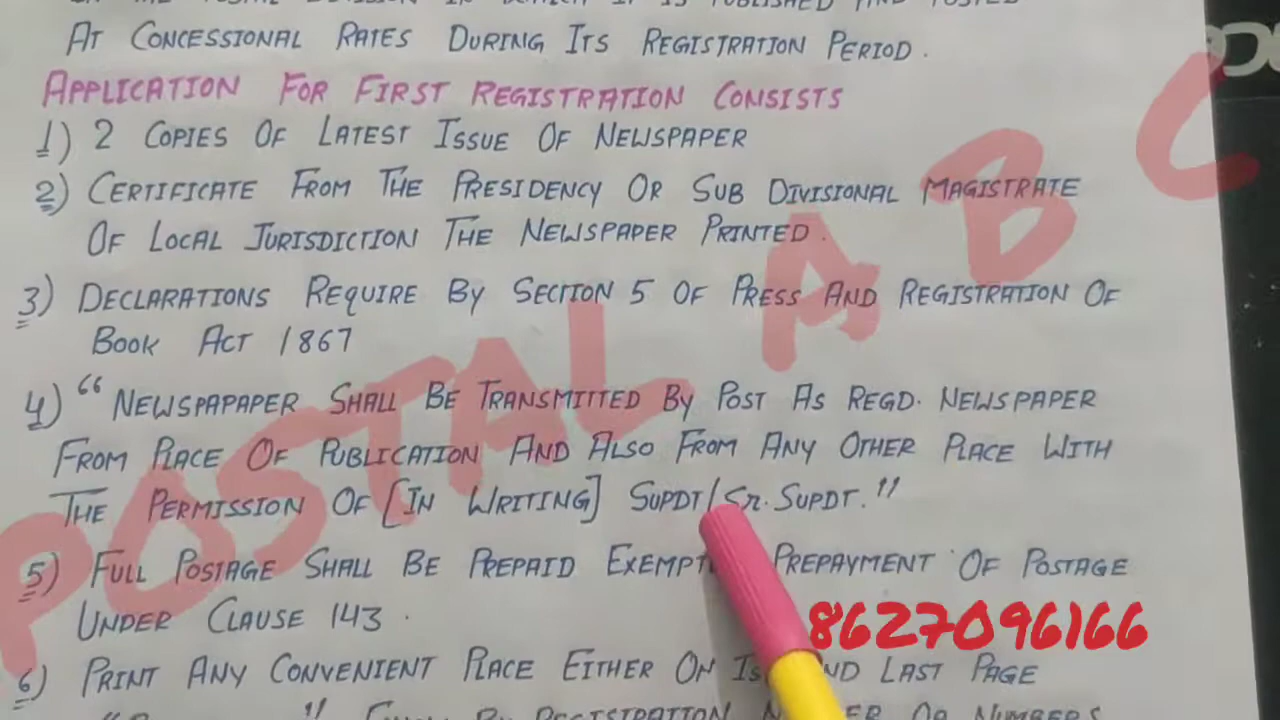 AT CONCESSIONAL RATES DURING ITS REGISTRATION PERIOD.
APPLICATION FOR FIRST REGISTRATION CONSISTS
1) 2 COPIES OF LATEST ISSUE OF NEWSPAPER
2) CERTIFICATE FROM THE PRESIDENCY OR SUB DIVISIONAL MAGISTRATE
OF LOCAL JURISDICTION THE NEWSPAPER PRINTED.
3) DECLARATIONS REQUIRE BY SECTION 5 OF PRESS AND REGISTRATION OF
BOOK ACT 1867
4) "NEWSPAPAPER SHALL BE TRANSMITTED BY POST AS REGD. NEWSPAPER
FROM PLACE OF PUBLICATION AND ALSO FROM ANY OTHER PLACE WITH
THE PERMISSION OF [IN WRITING] SUPDT/SR. SUPDT."
5) FULL POSTAGE SHALL BE PREPAID EXEMPT PREPAYMENT OF POSTAGE
UNDER CLAUSE 143.
8627096166
6) PRINT ANY CONVENIENT PLACE EITHER ON LAST PAGE
REGISTRATION OR NUMBERS
POSTAL A B C